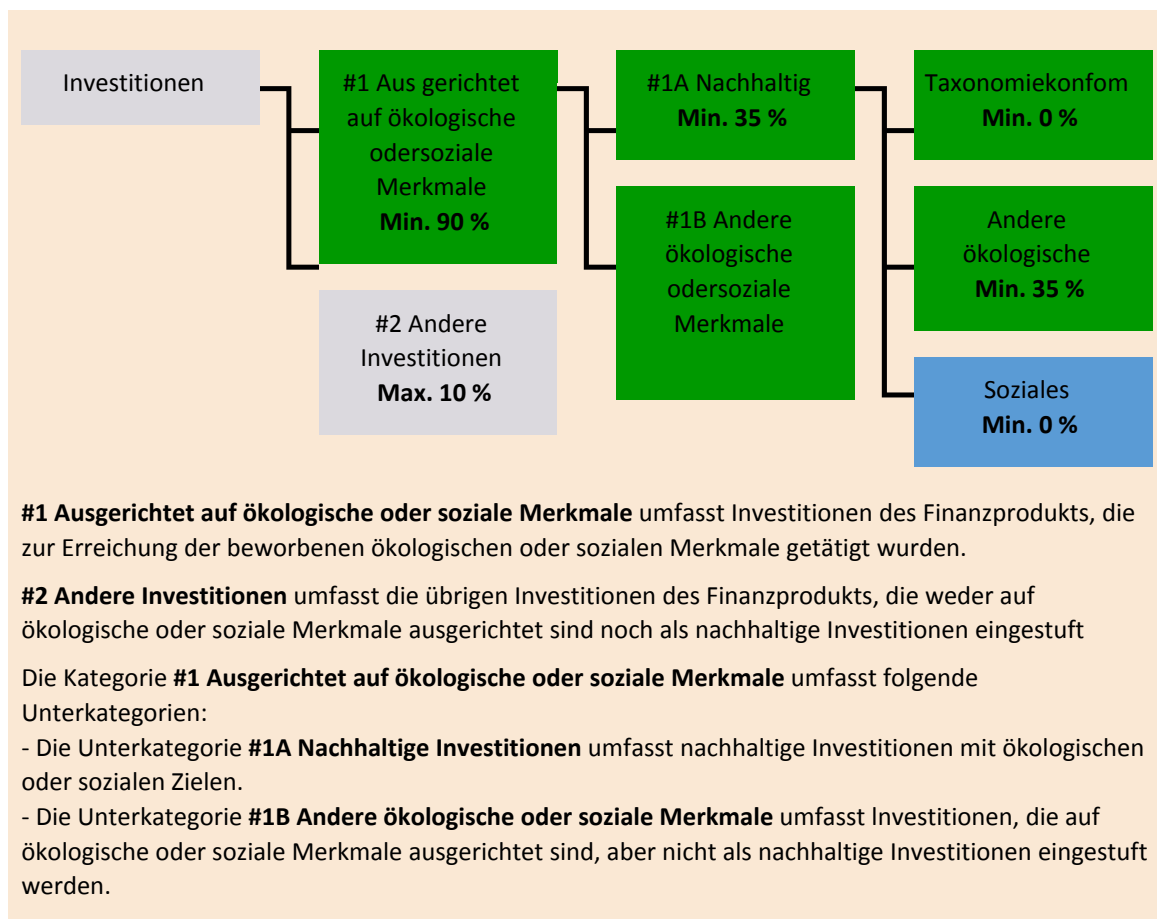 Investitionen
#1 Aus gerichtet
auf ökologische
odersoziale
Merkmale
Min. 90 %
#2 Andere
Investitionen
Max. 10 %
#1A Nachhaltig
Min. 35 %
#1B Andere
ökologische
odersoziale
Merkmale
Taxonomiekonfom
Min. 0 %
Andere
ökologische
Min. 35 %
Soziales
Min. 0 %
#1 Ausgerichtet auf ökologische oder soziale Merkmale umfasst Investitionen des Finanzprodukts, die
zur Erreichung der beworbenen ökologischen oder sozialen Merkmale getätigt wurden.
#2 Andere Investitionen umfasst die übrigen Investitionen des Finanzprodukts, die weder auf
ökologische oder soziale Merkmale ausgerichtet sind noch als nachhaltige Investitionen eingestuft
Die Kategorie #1 Ausgerichtet auf ökologische oder soziale Merkmale umfasst folgende
Unterkategorien:
- Die Unterkategorie #1A Nachhaltige Investitionen umfasst nachhaltige Investitionen mit ökologischen
oder sozialen Zielen.
- Die Unterkategorie #1B Andere ökologische oder soziale Merkmale umfasst lnvestitionen, die auf
ökologische oder soziale Merkmale ausgerichtet sind, aber nicht als nachhaltige Investitionen eingestuft
werden.